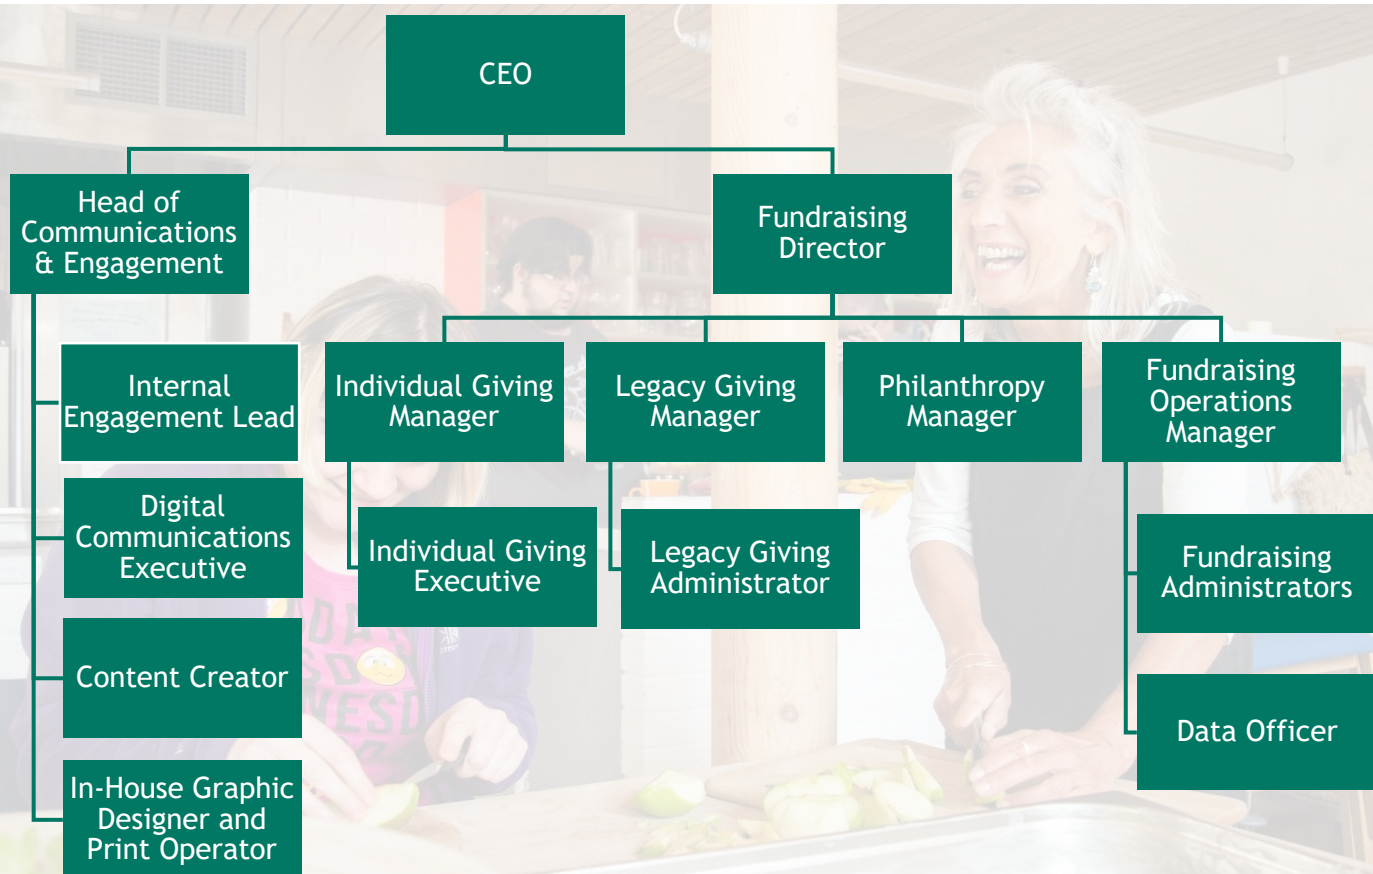 CEO
Head of
Communications
& Engagement
Fundraising
Director
Internal
Engagement Lead
Individual Giving
Manager
Legacy Giving
Manager
Philanthropy
Manager
Fundraising
Operations
Manager
Digital
Communications
Executive
Individual Giving
Executive
Legacy Giving
Administrator
Fundraising
Administrators
Content Creator
Data Officer
In-House Graphic
Designer and
Print Operator